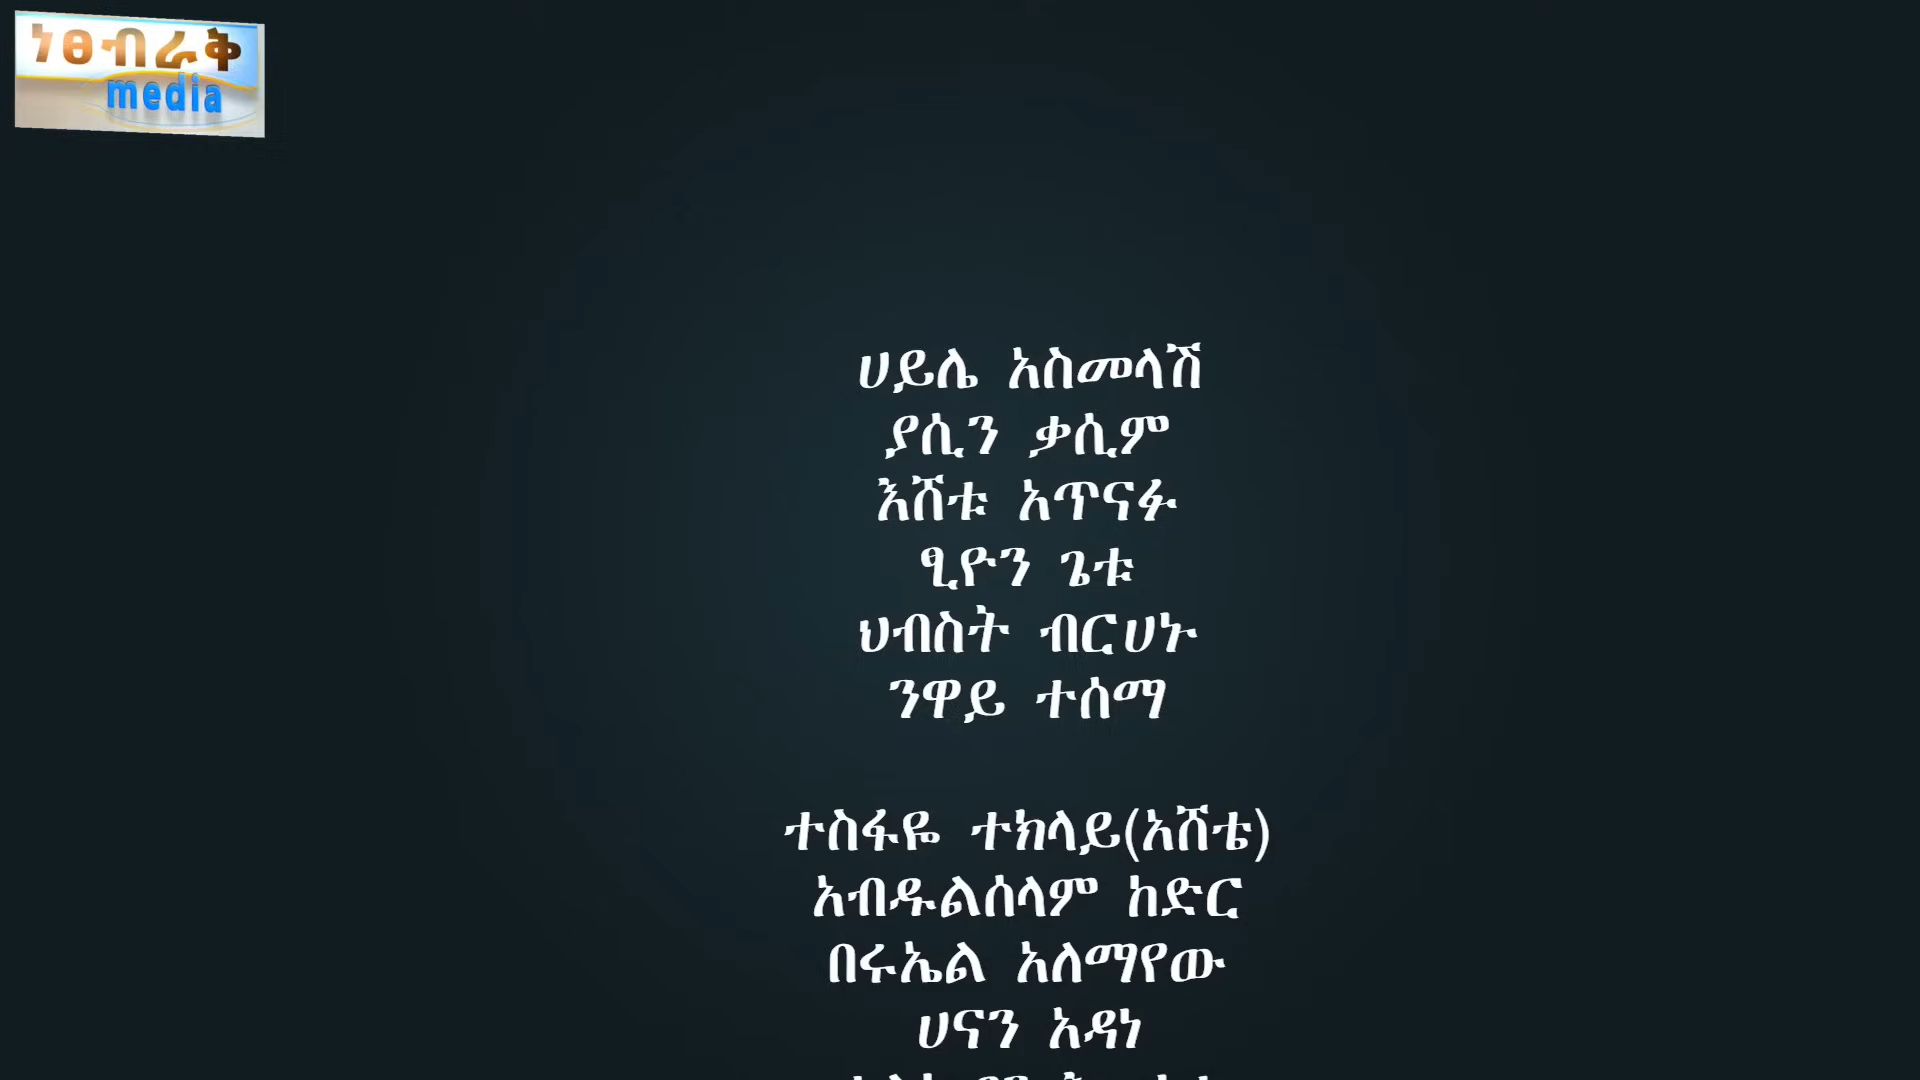 ነፀብራቅ
media
ሀይሌ አስመላሽ
ያሲን ቃሲም
እሸቱ አጥናፉ
ፂዮን ጌቱ
ህብስት ብርሀኑ
ንዋይ ተሰማ
ተስፋዬ ተክላይ(አሸቴ)
አብዱልሰላም ከድር
በሩኤል አለማየው
ሀናን አዳነ